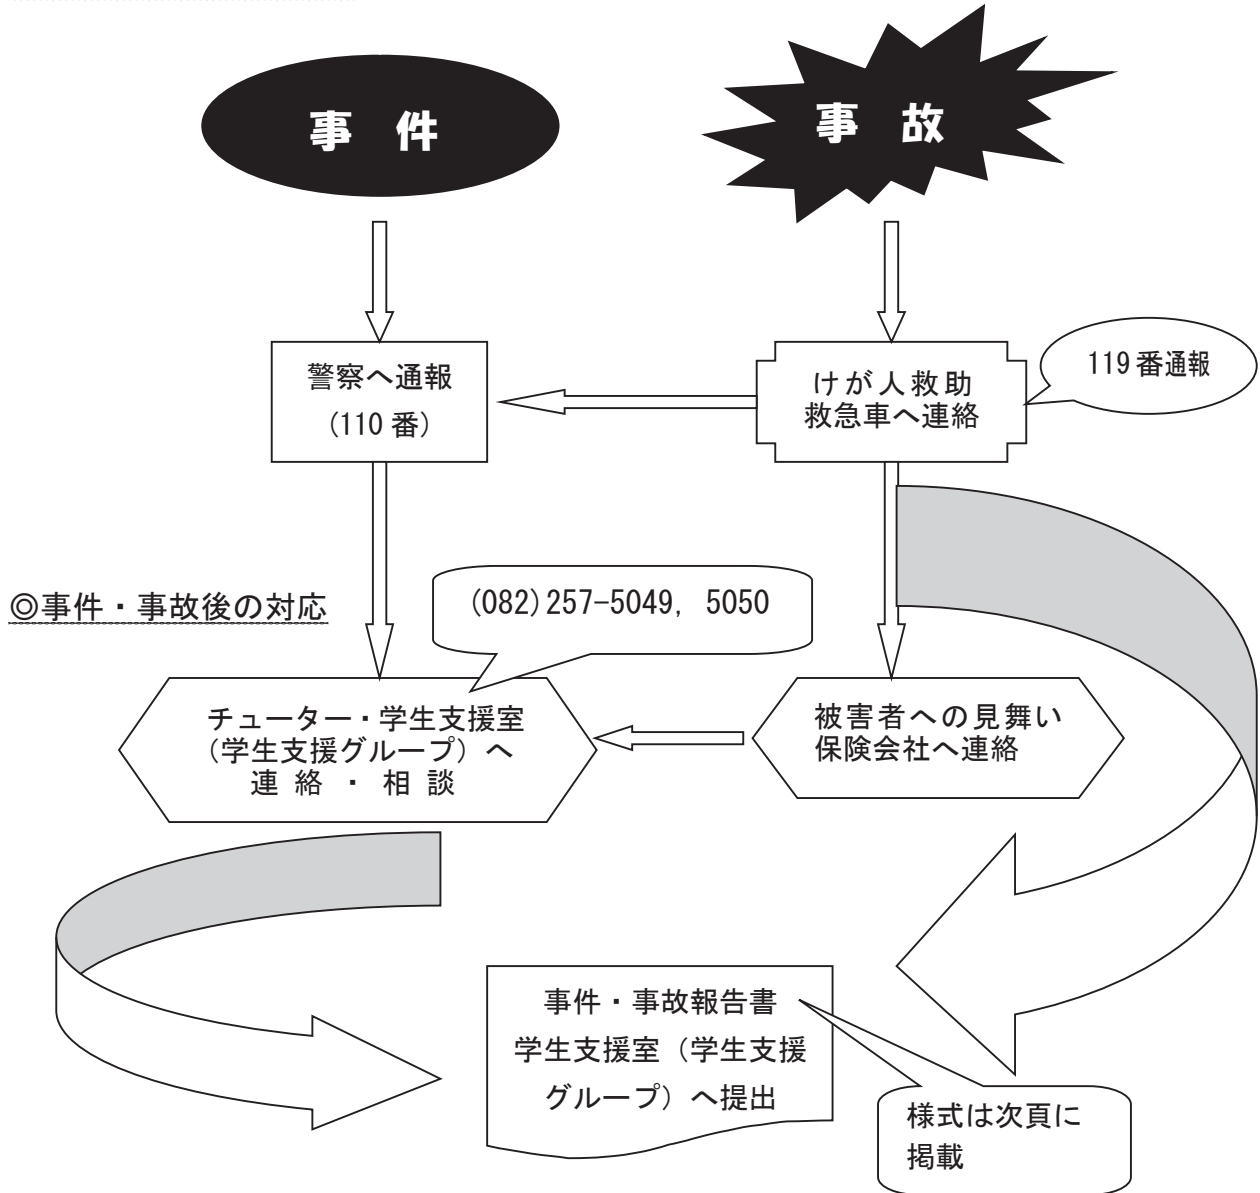 事 件
事 故
警察へ通報
(110 番)
けが人救助
救急車へ連絡
119 番通報
◎事件・事故後の対応
(082)257-5049, 5050
チューター・学生支援室
(学生支援グループ)へ
連 絡 ・ 相 談
被害者への見舞い
保険会社へ連絡
事件・事故報告書
学生支援室（学生支援
グループ）へ提出
様式は次頁に
掲載